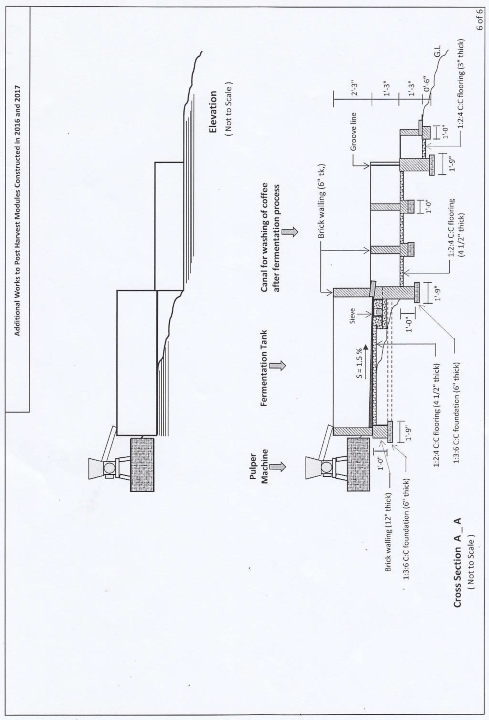 Additional Works to Post Harvest Modules Constructed in 2016 and 2017
Elevation
( Not to Scale )
Pulper
Machine
Fermentation Tank
Canal for washing of coffee
after fermentation process
Brick walling (6" tk,)
Groove line
2'-3"
1'-3"
1'-3"
0'-6"
G.L
S = 1.5 %
Sieve
1'-0"
1'-9"
1'-0"
1'-9"
1'-0"
1'-9"
1'-0"
Brick walling (12" thick)
1:3:6 C:C foundation (6" thick)
1:2:4 C:C flooring (4 1/2" thick)
1:3:6 C:C foundation (6" thick)
1:2:4 C:C flooring
(4 1/2" thick)
1:2:4 C:C flooring (3" thick)
Cross Section A _ A
( Not to Scale )
6 of 6